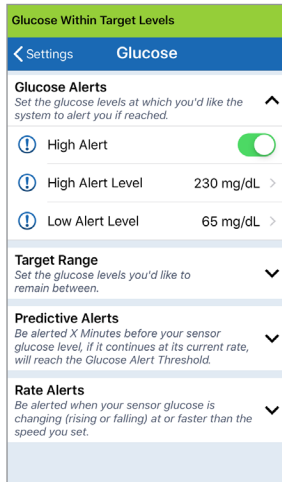 Glucose Within Target Levels
Settings
Glucose
Glucose Alerts
Set the glucose levels at which you'd like the
system to alert you if reached.
High Alert
High Alert Level 230 mg/dL
Low Alert Level 65 mg/dL
Target Range
Set the glucose levels you'd like to
remain between.
Predictive Alerts
Be alerted X Minutes before your sensor
glucose level, if it continues at its current rate,
will reach the Glucose Alert Threshold.
Rate Alerts
Be alerted when your sensor glucose is
changing (rising or falling) at or faster than the
speed you set.